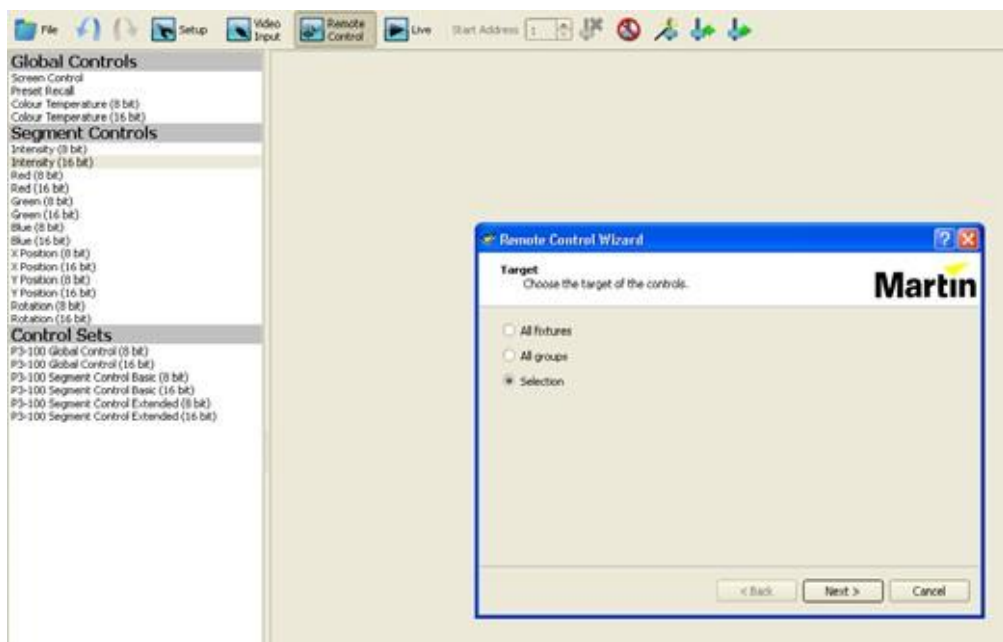 File
Setup
Video
Input
Remote
Control
Live
Start Address
1
Global Controls
Screen Control
Preset Recall
Colour Temperature (8 bit)
Colour Temperature (16 bit)
Segment Controls
Intensity (8 bit)
Intensity (16 bit)
Red (8 bit)
Red (16 bit)
Green (8 bit)
Green (16 bit)
Blue (8 bit)
Blue (16 bit)
X Position (8 bit)
X Position (16 bit)
Y Position (8 bit)
Y Position (16 bit)
Rotation (8 bit)
Rotation (16 bit)
Control Sets
P3-100 Global Control (8 bit)
P3-100 Global Control (16 bit)
P3-100 Segment Control Basic (8 bit)
P3-100 Segment Control Basic (16 bit)
P3-100 Segment Control Extended (8 bit)
P3-100 Segment Control Extended (16 bit)
Remote Control Wizard
Target
Choose the target of the controls.
Martin
All fixtures
All groups
Selection
< Back
Next >
Cancel